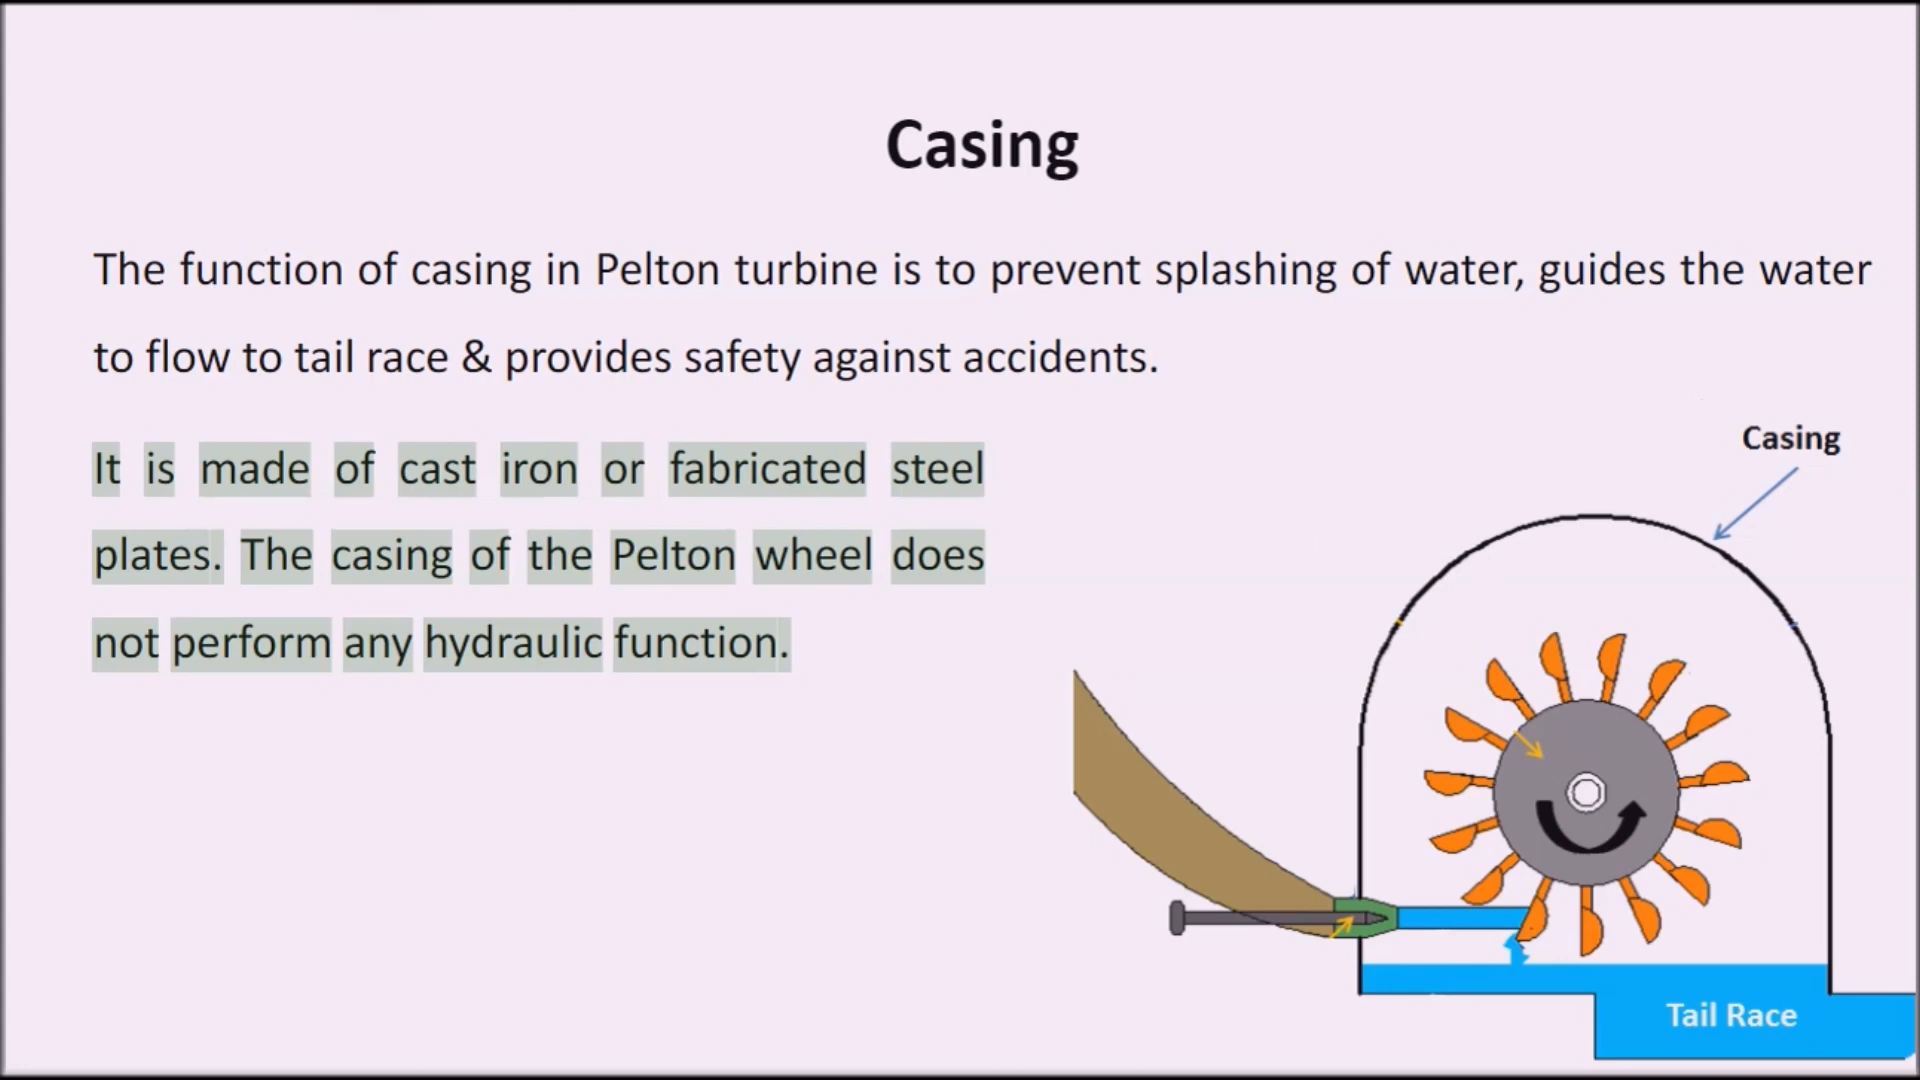 Casing
The function of casing in Pelton turbine is to prevent splashing of water, guides the water
to flow to tail race & provides safety against accidents.
It is made of cast iron or fabricated steel
plates. The casing of the Pelton wheel does
not perform any hydraulic function.
Casing
Tail Race